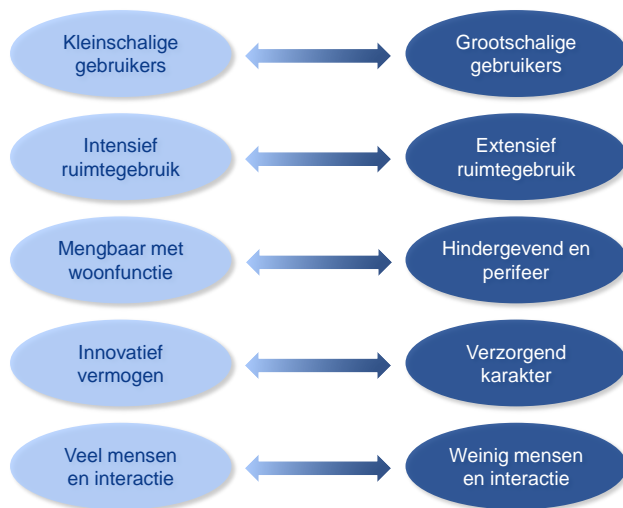 Kleinschalige
gebruikers
Grootschalige
gebruikers
Intensief
ruimtegebruik
Extensief
ruimtegebruik
Mengbaar met
woonfunctie
Hindergevend en
perifeer
Innovatief
vermogen
Verzorgend
karakter
Veel mensen
en interactie
Weinig mensen
en interactie